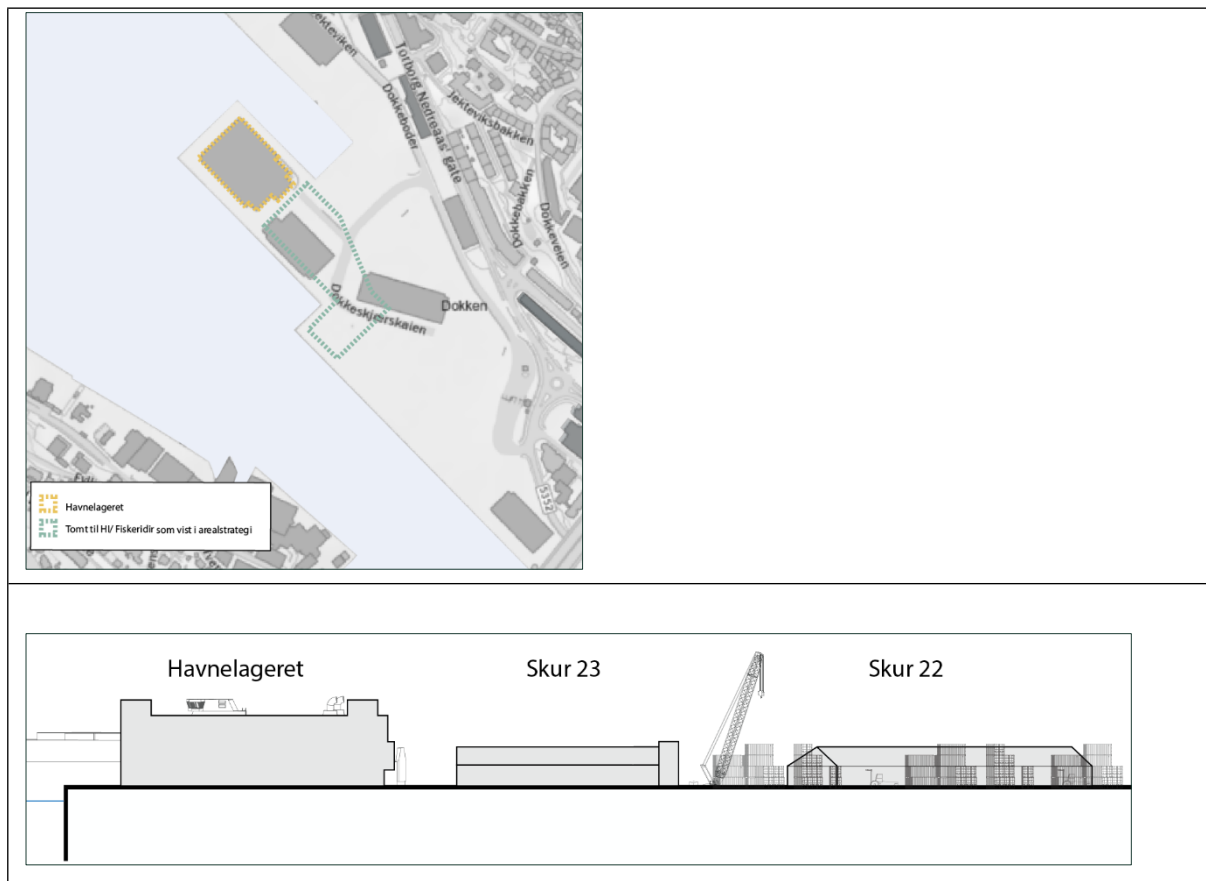 Jekteviken
Torborg Nedreaas' gate
Jekteviksbakken
Dokkeboder
Dokkebakken
Dokkeveien
Dokken
Dokkeskjærskaien
5352
Havnelageret
Tomt til HI/ Fiskeridir som vist i arealstrategi
Havnelageret
Skur 23
Skur 22